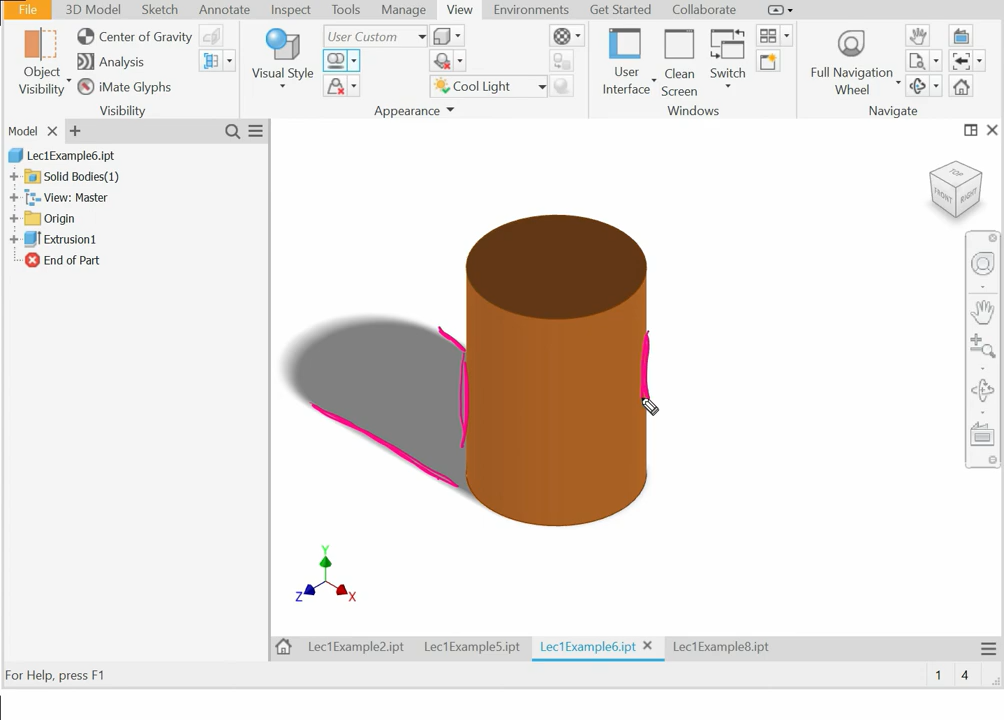 File 3D Model Sketch Annotate Inspect Tools Manage View Environments Get Started Collaborate
Object Visibility
Center of Gravity
Analysis
iMate Glyphs
Visibility
Visual Style
User Custom
Cool Light
Appearance
User Interface
Clean Screen
Switch
Windows
Full Navigation Wheel
Navigate
Model
Lec1Example6.ipt
Solid Bodies(1)
View: Master
Origin
Extrusion1
End of Part
TOP
FRONT RIGHT
Y
Z X
Lec1Example2.ipt Lec1Example5.ipt Lec1Example6.ipt Lec1Example8.ipt
For Help, press F1 1 4